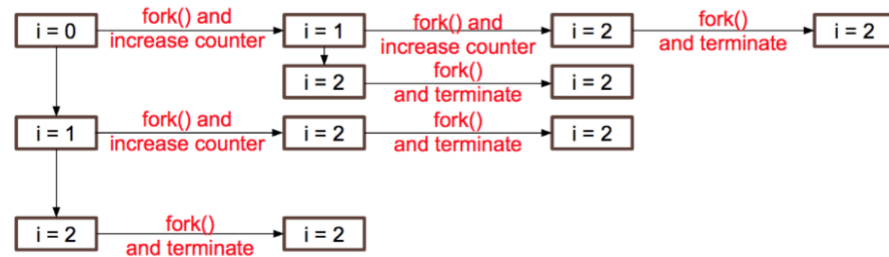 i = 0 fork() and increase counter i = 1 fork() and increase counter i = 2 fork() and terminate i = 2
i = 2 fork() and terminate i = 2
i = 1 fork() and increase counter i = 2 fork() and terminate i = 2
i = 2 fork() and terminate i = 2